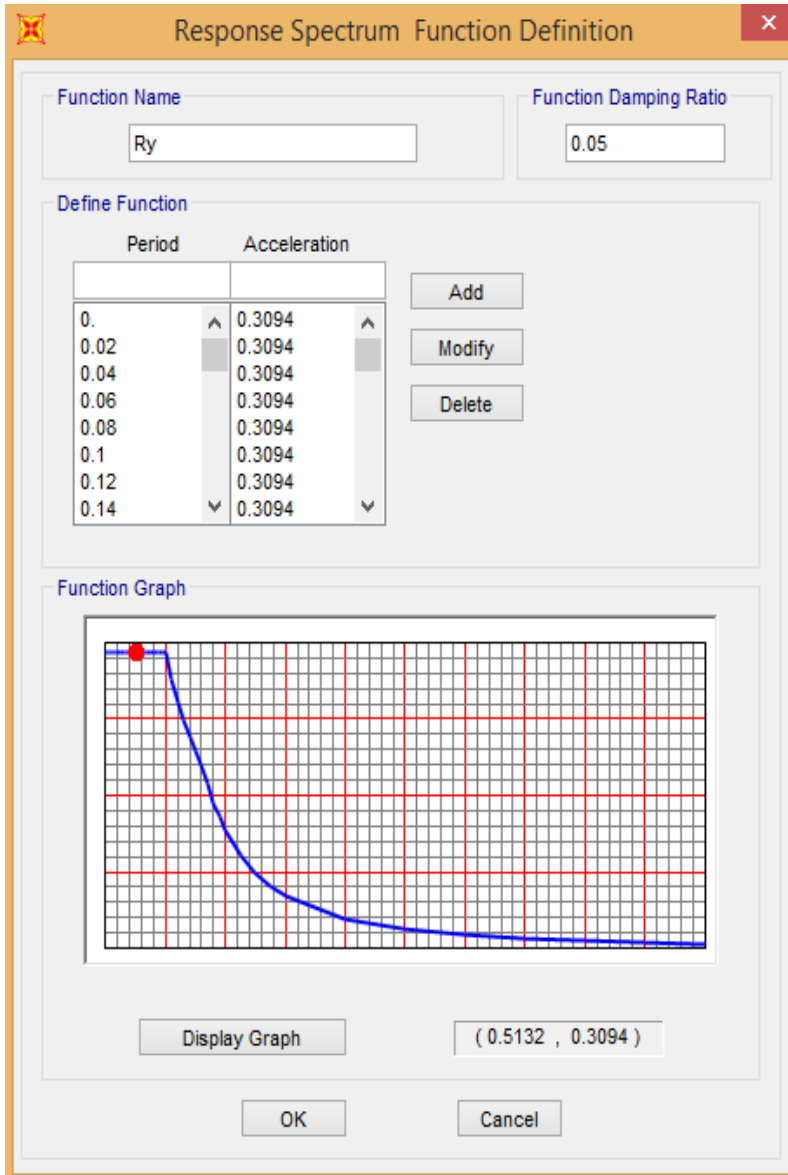 Response Spectrum Function Definition
Function Name
Function Damping Ratio
Ry
0.05
Define Function
Period Acceleration
0. 0.3094
0.02 0.3094
0.04 0.3094
0.06 0.3094
0.08 0.3094
0.1 0.3094
0.12 0.3094
0.14 0.3094
Add
Modify
Delete
Function Graph
Display Graph
( 0.5132 , 0.3094 )
OK
Cancel